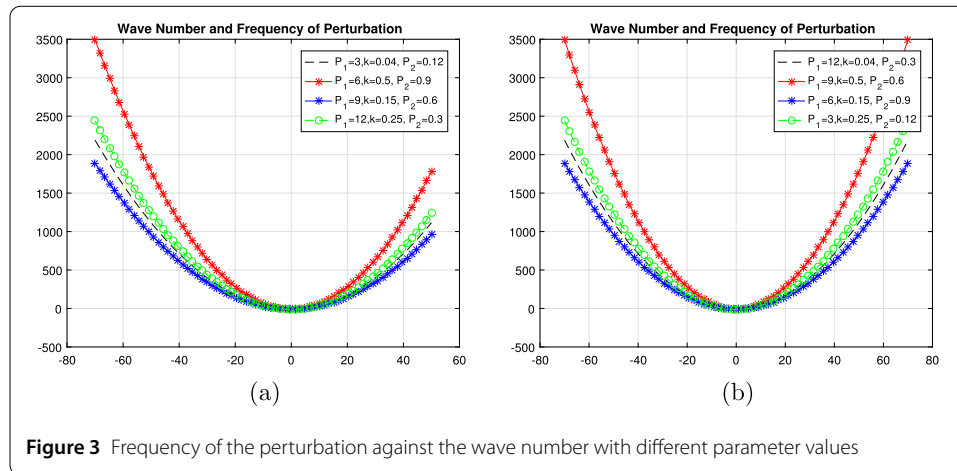 Wave Number and Frequency of Perturbation
3500
3000
2500
2000
1500
1000
500
0
-500
-80 -60 -40 -20 0 20 40 60
P1=3,k=0.04, P2=0.12
P1=6,k=0.5, P2=0.9
P1=9,k=0.15, P2=0.6
P1=12,k=0.25, P2=0.3
(a)
Wave Number and Frequency of Perturbation
3500
3000
2500
2000
1500
1000
500
0
-500
-80 -60 -40 -20 0 20 40 60 80
P1=12,k=0.04, P2=0.3
P1=9,k=0.5, P2=0.6
P1=6,k=0.15, P2=0.9
P1=3,k=0.25, P2=0.12
(b)
Figure 3 Frequency of the perturbation against the wave number with different parameter values